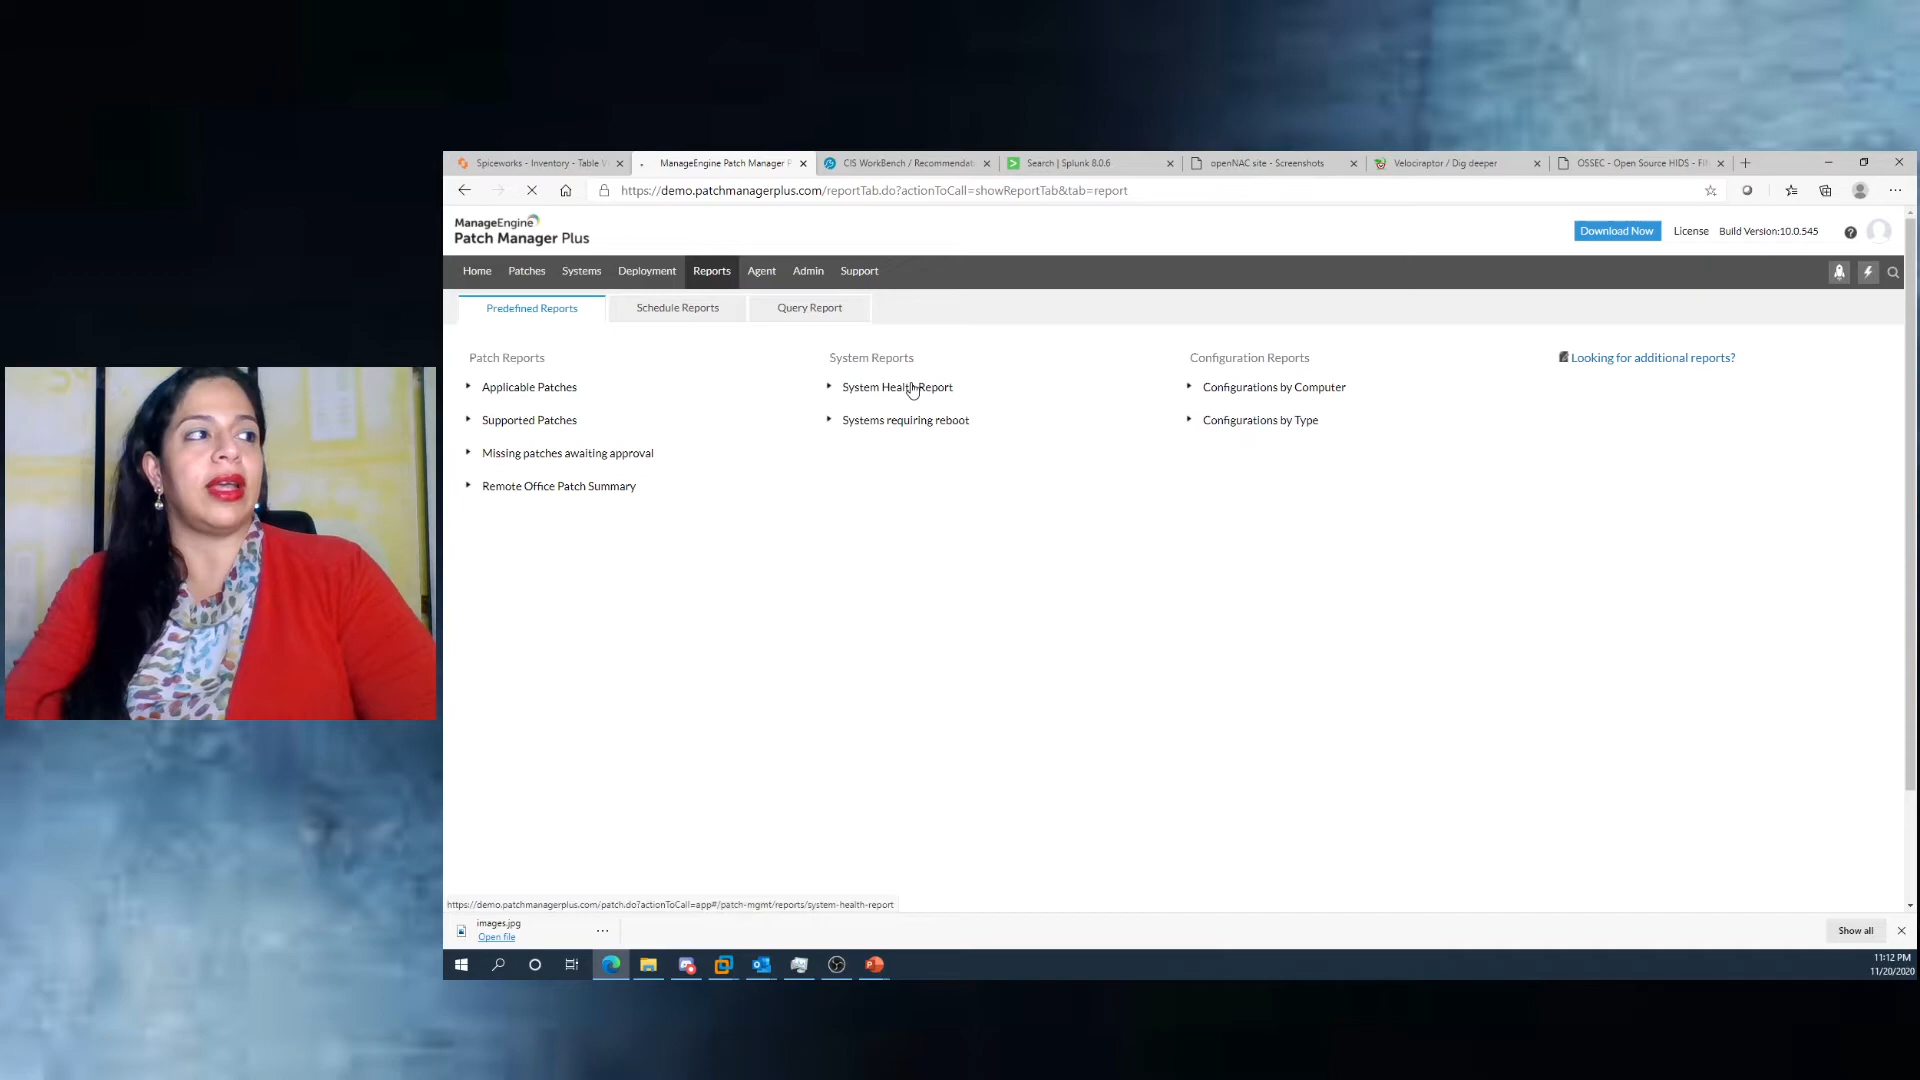 Spiceworks - Inventory - Table V
ManageEngine Patch Manager P
CIS WorkBench / Recommendat
Search | Splunk 8.0.6
openNAC site - Screenshots
Velociraptor / Dig deeper
OSSEC - Open Source HIDS - FI
https://demo.patchmanagerplus.com/reportTab.do?actionToCall=showReportTab&tab=report
ManageEngine
Patch Manager Plus
Download Now
License
Build Version:10.0.545
Home
Patches
Systems
Deployment
Reports
Agent
Admin
Support
Predefined Reports
Schedule Reports
Query Report
Patch Reports
Applicable Patches
Supported Patches
Missing patches awaiting approval
Remote Office Patch Summary
System Reports
System Health Report
Systems requiring reboot
Configuration Reports
Configurations by Computer
Configurations by Type
Looking for additional reports?
https://demo.patchmanagerplus.com/patch.do?actionToCall=app#/patch-mgmt/reports/system-health-report
images.jpg
Open file
Show all
11:12 PM
11/20/2020